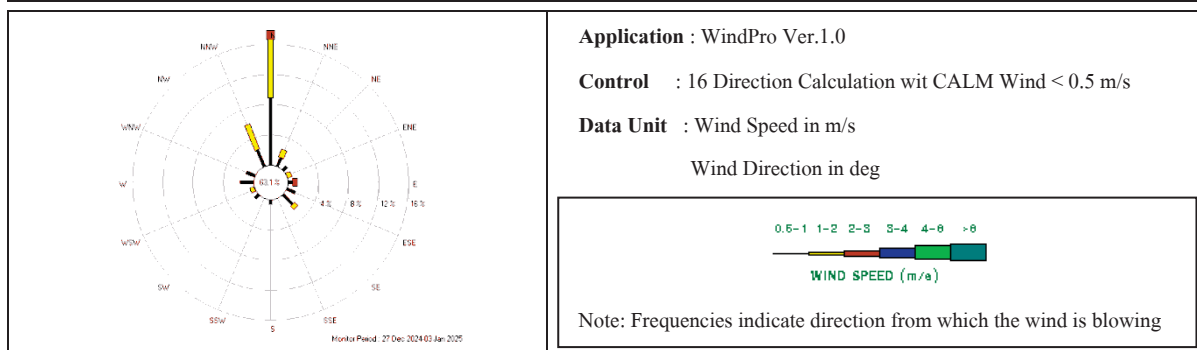 N
NNW
NNE
NW
NE
WNW
ENE
63.1 %
W
E
4 %
8 %
12 %
16 %
WSW
ESE
SW
SE
SSW
SSE
S
Monitor Period : 27 Dec 2024-03 Jan 2025
Application : WindPro Ver.1.0
Control : 16 Direction Calculation wit CALM Wind < 0.5 m/s
Data Unit : Wind Speed in m/s
Wind Direction in deg
0.5-1 1-2 2-3 3-4 4-6 >6
WIND SPEED (m/s)
Note: Frequencies indicate direction from which the wind is blowing